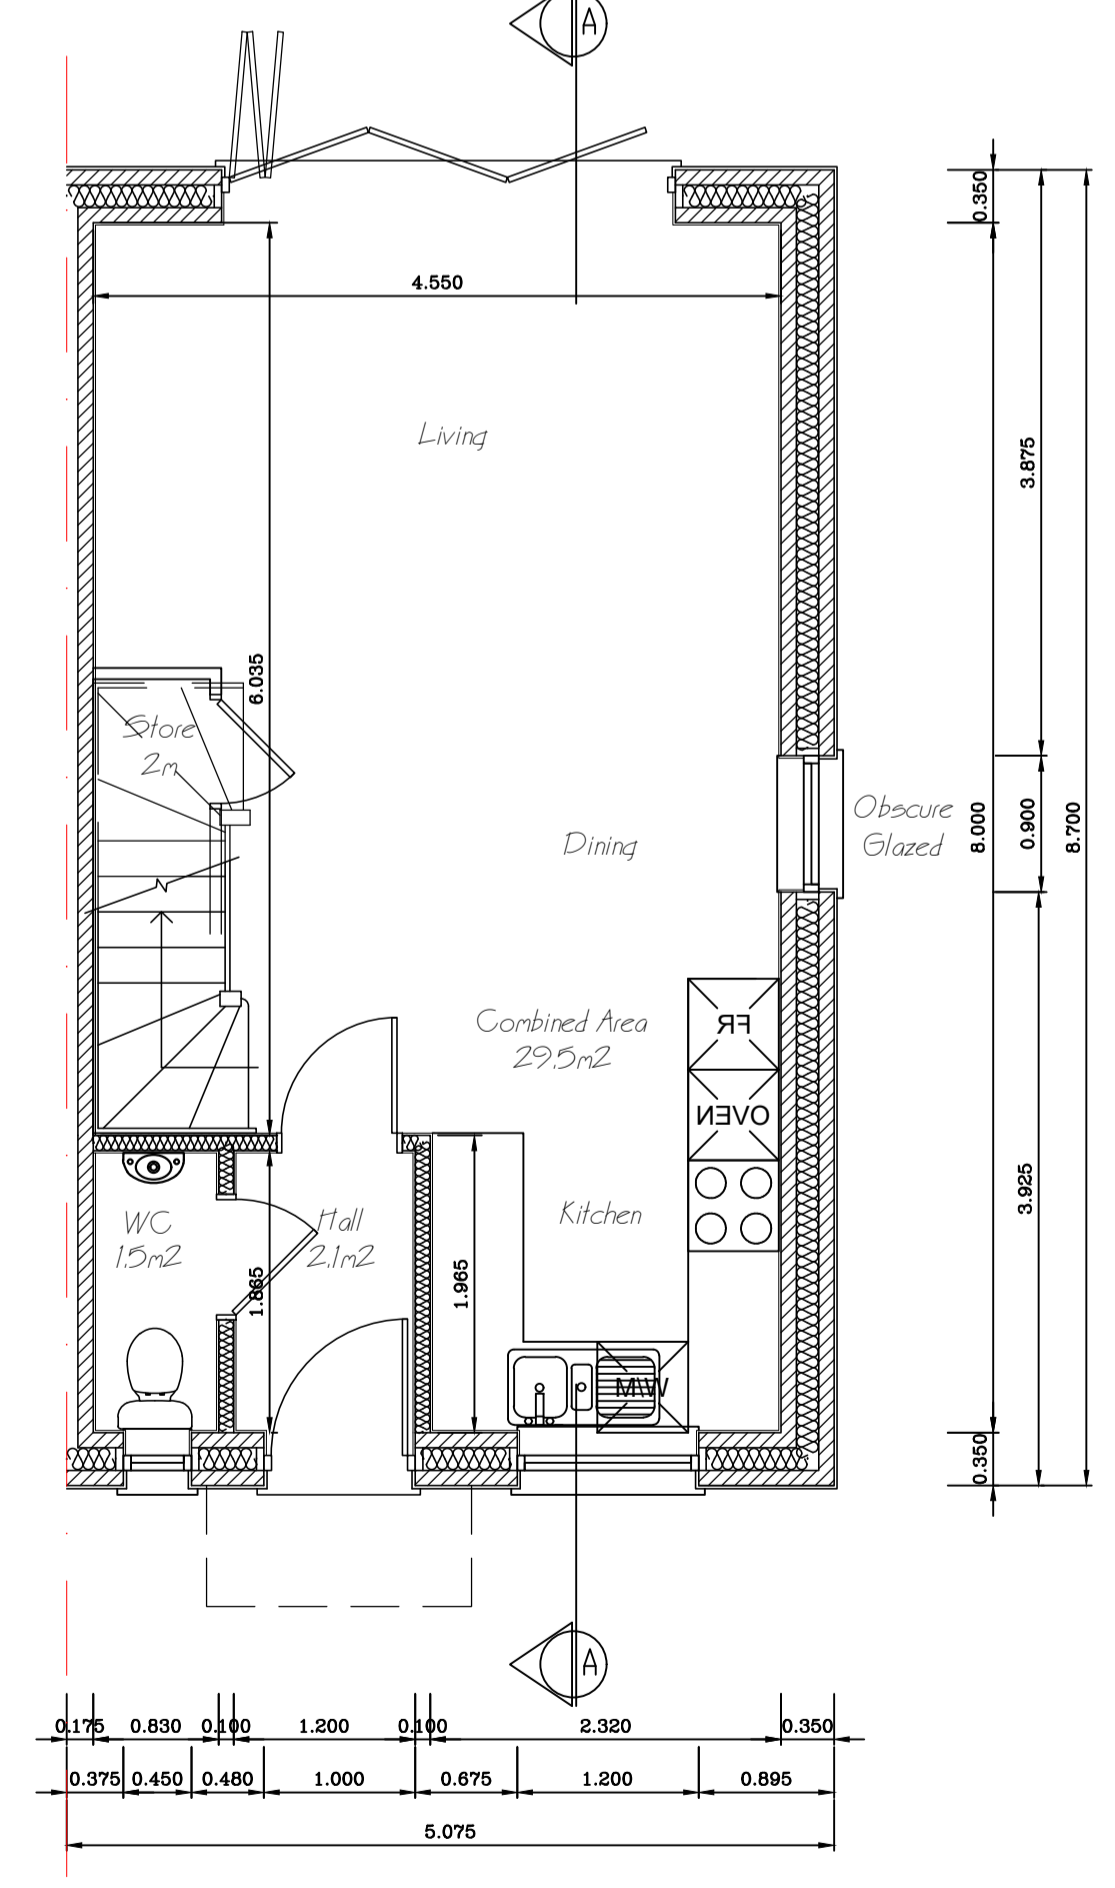 A
0.350
4.550
Living
3.875
6.035
Store
2m
Obscure
Glazed
8.000
0.900
8.700
Dining
Combined Area
29.5m2
FR
OVEN
3.925
WC
1.5m2
Hall
2.1m2
Kitchen
1.865
1.965
M\W
0.350
A
0.175 0.830 0.100 1.200 0.100 2.320 0.350
0.375 0.450 0.480 1.000 0.675 1.200 0.895
5.075